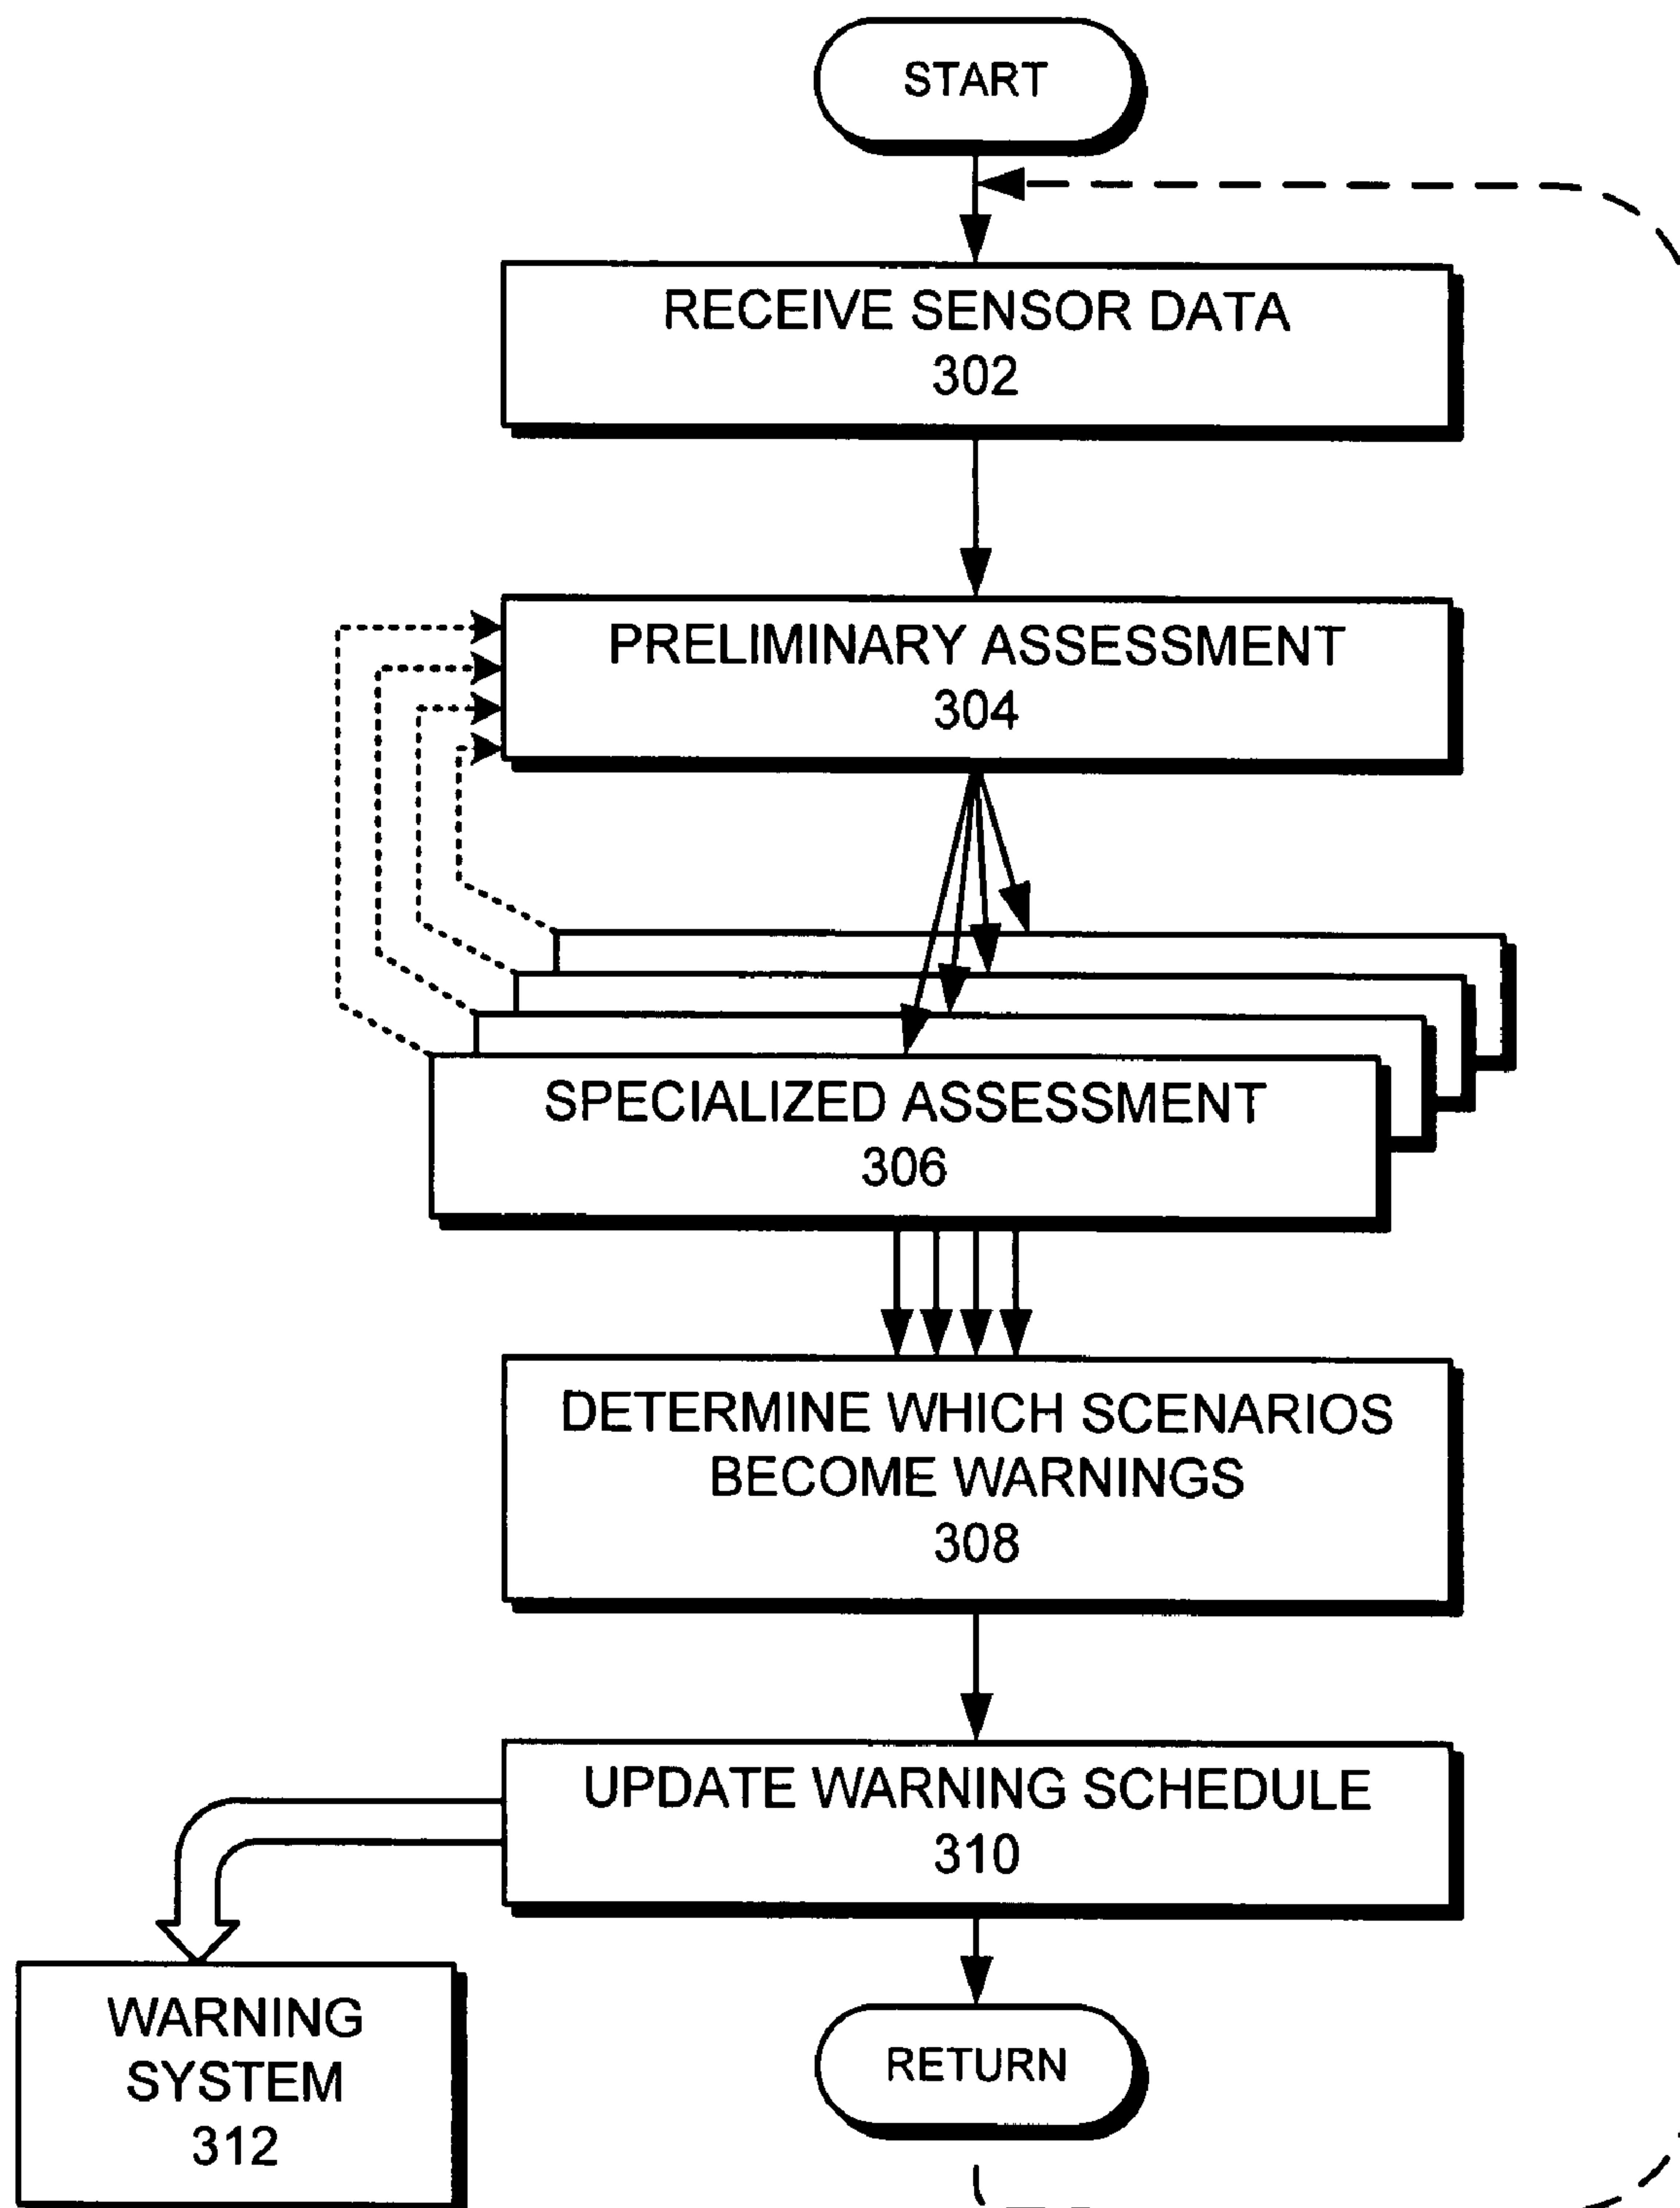 START
RECEIVE SENSOR DATA
302
PRELIMINARY ASSESSMENT
304
SPECIALIZED ASSESSMENT
306
DETERMINE WHICH SCENARIOS
BECOME WARNINGS
308
UPDATE WARNING SCHEDULE
310
WARNING
SYSTEM
312
RETURN